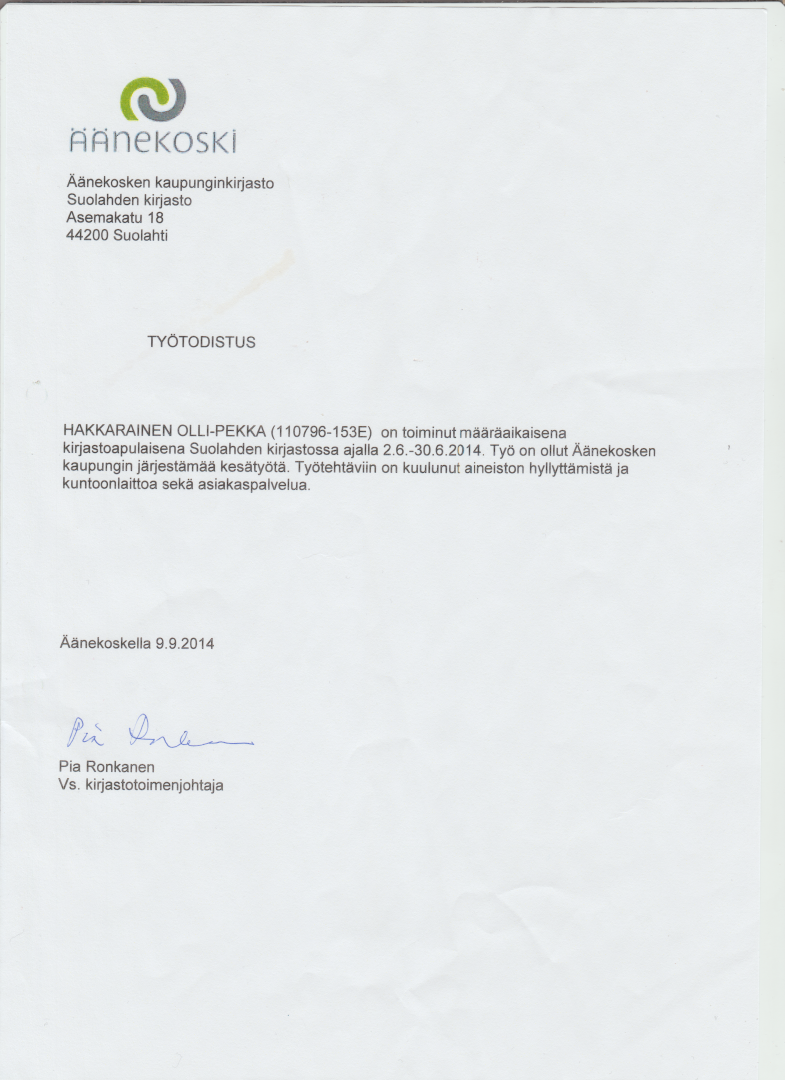 ÄÄNEKOSKI
Äänekosken kaupunginkirjasto
Suolahden kirjasto
Asemakatu 18
44200 Suolahti
TYÖTODISTUS
HAKKARAINEN OLLI-PEKKA (110796-153E) on toiminut määräaikaisena
kirjastoapulaisena Suolahden kirjastossa ajalla 2.6.-30.6.2014. Työ on ollut Äänekosken
kaupungin järjestämää kesätyötä. Työtehtäviin on kuulunut aineiston hyllyttämistä ja
kuntoonlaittoa sekä asiakaspalvelua.
Äänekoskella 9.9.2014
Pia Ronkanen
Pia Ronkanen
Vs. kirjastotoimenjohtaja